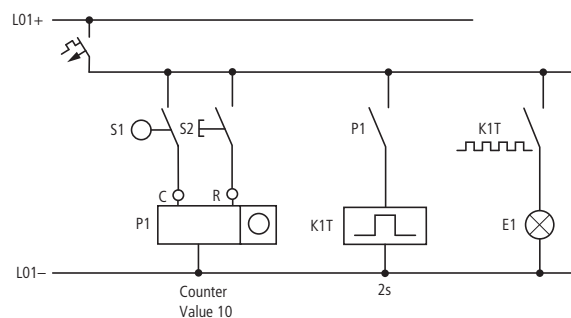 L01+
S1
S2
P1
K1T
C
R
P1
K1T
E1
L01–
Counter
Value 10
2s